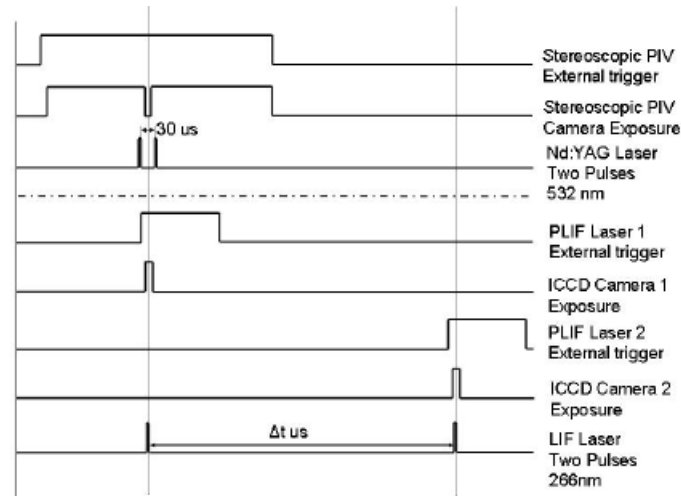 Stereoscopic PIV
External trigger
Stereoscopic PIV
Camera Exposure
30 us
Nd:YAG Laser
Two Pulses
532 nm
PLIF Laser 1
External trigger
ICCD Camera 1
Exposure
PLIF Laser 2
External trigger
ICCD Camera 2
Exposure
Δt us
LIF Laser
Two Pulses
266nm